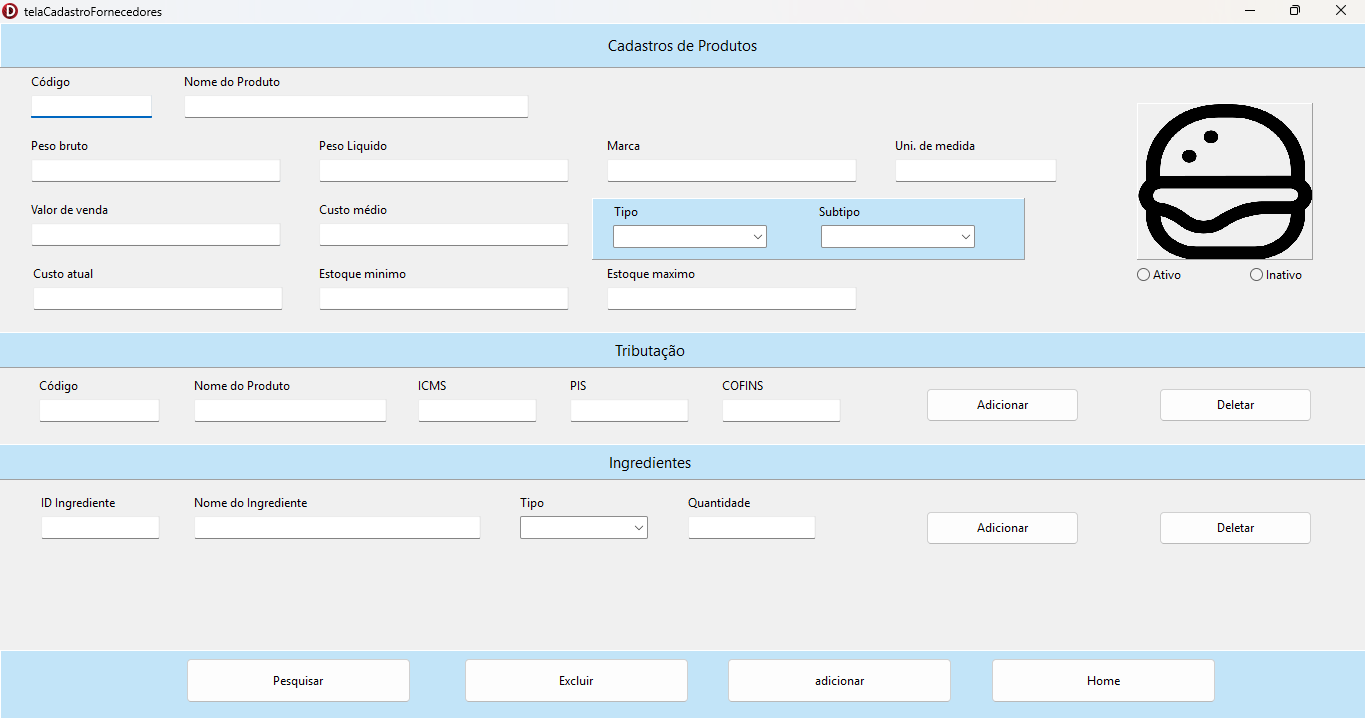 telaCadastroFornecedores
Cadastros de Produtos
Código Nome do Produto
Peso bruto Peso Liquido Marca Uni. de medida
Valor de venda Custo médio Tipo Subtipo
Custo atual Estoque minimo Estoque maximo Ativo Inativo
Tributação
Código Nome do Produto ICMS PIS COFINS
Adicionar Deletar
Ingredientes
ID Ingrediente Nome do Ingrediente Tipo Quantidade
Adicionar Deletar
Pesquisar Excluir adicionar Home